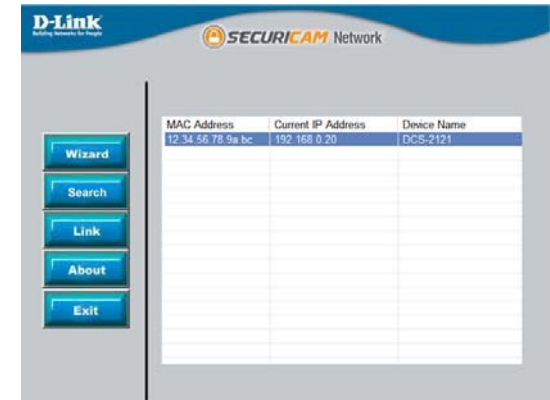 D-Link
Building Networks for People
SECURICAM Network
MAC Address Current IP Address Device Name
12.34.56.78.9a.bc 192.168.0.20 DCS-2121
Wizard
Search
Link
About
Exit